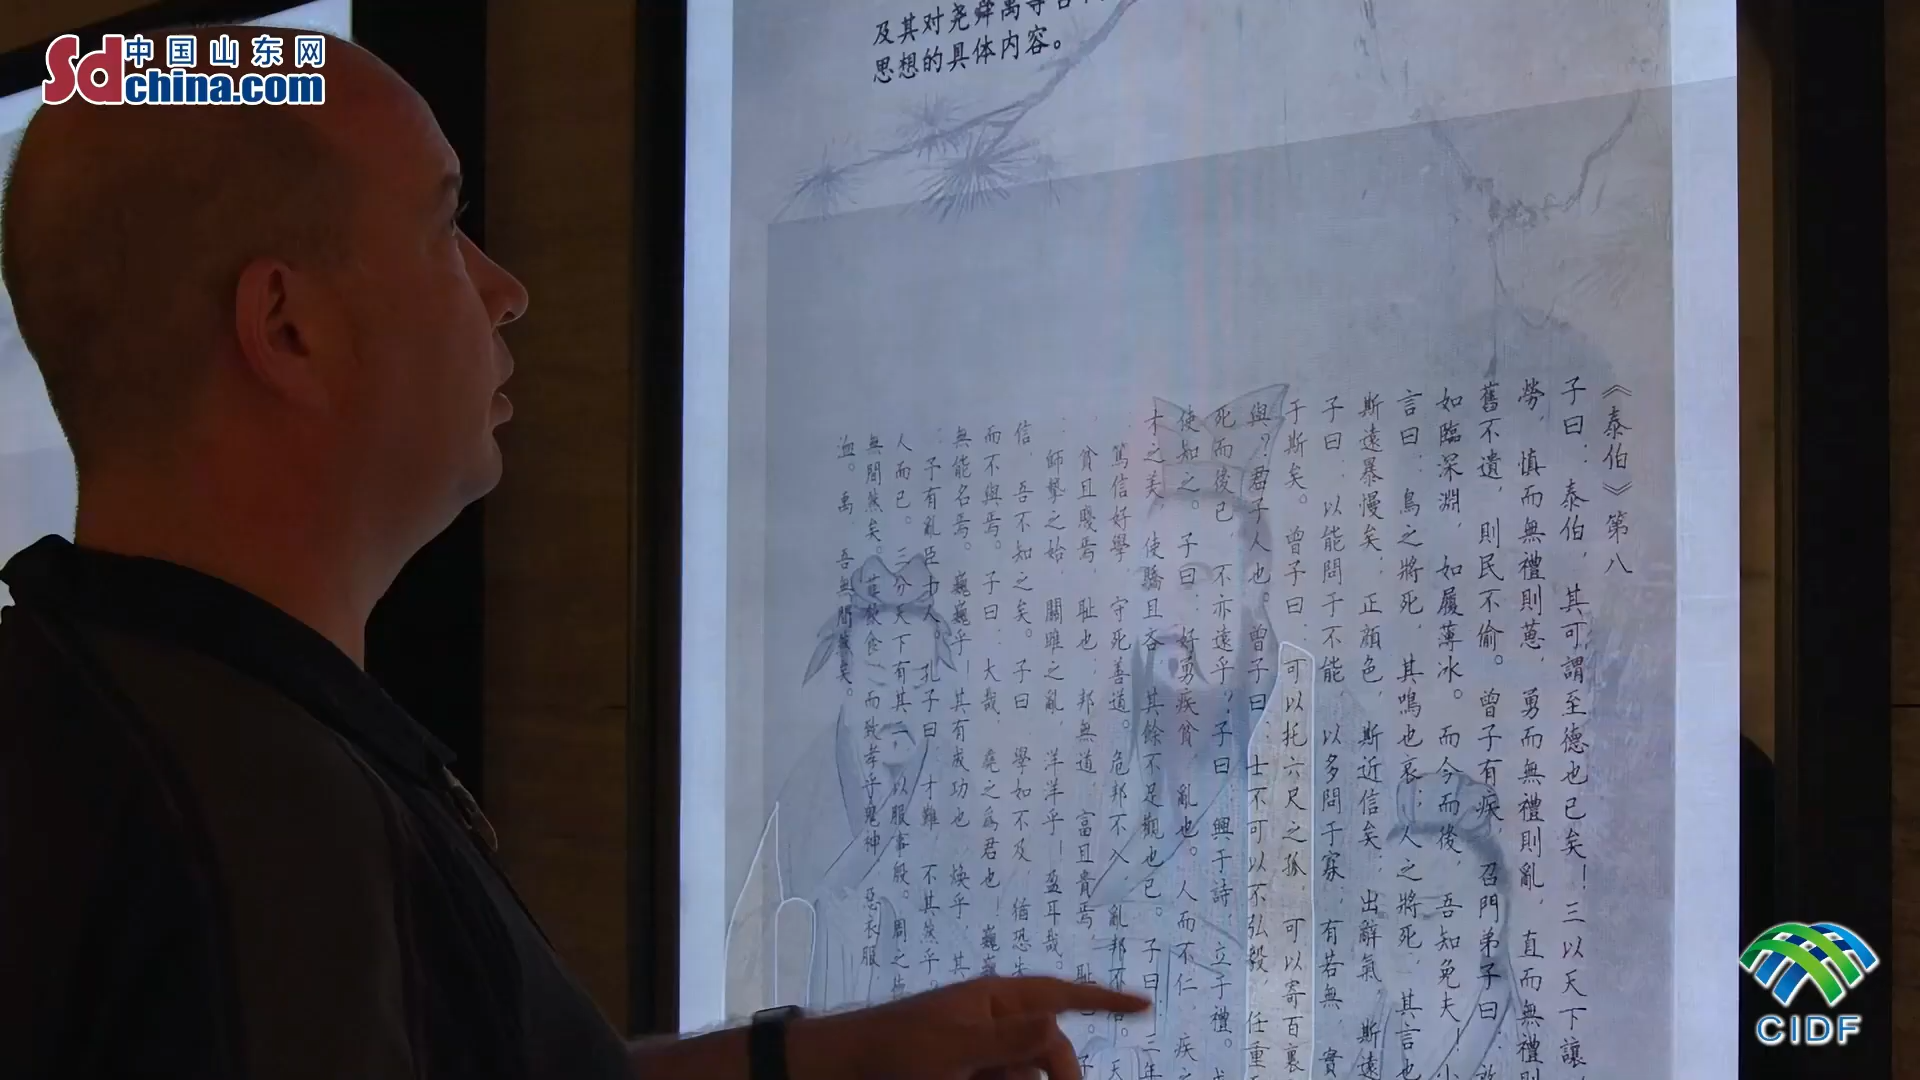 中国山东网
Sdchina.com
及其对尧舜禹等古
思想的具体内容。
《泰伯》第八
子曰：泰伯，其可謂至德也已矣！三以天下讓，
勞，慎而無禮則葸，勇而無禮則亂，直而無禮則
舊不遺，則民不偷。曾子有疾，召門弟子曰：
如臨深淵，如履薄冰。而今而後，吾知免夫！小
言曰：鳥之將死，其鳴也哀；人之將死，其言也
斯遠暴慢矣；正顏色，斯近信矣；出辭氣，斯遠
子曰：以能問于不能，以多問于寡；有若無，實
于斯矣。曾子曰：可以托六尺之孤，可以寄百裏
與？君子人也。曾子曰：士不可以不弘毅，任重
死而後已，不亦遠乎？子曰：興于詩，立于禮。
使知之。子曰：好勇疾貧，亂也。人而不仁，疾之
木之美，使驕且吝，其餘不足觀也已。子曰：三年
篤信好學，守死善道。危邦不入，亂邦不居。天
貧且賤焉，耻也；邦無道，富且貴焉，耻也。子
師摯之始，關雎之亂，洋洋乎！盈耳哉。
信，吾不知之矣。子曰：學如不及，猶恐失
而不與焉。子曰：大哉，堯之爲君也！巍巍
無能名焉。巍巍乎！其有成功也，煥乎，其
予有亂臣十人。孔子曰：才難，不其然乎？
人而已。三分天下有其二，以服事殷。周之德
無間然矣。菲飲食，而致孝乎鬼神，惡衣服
洫。禹，吾無間然矣。
CIDF